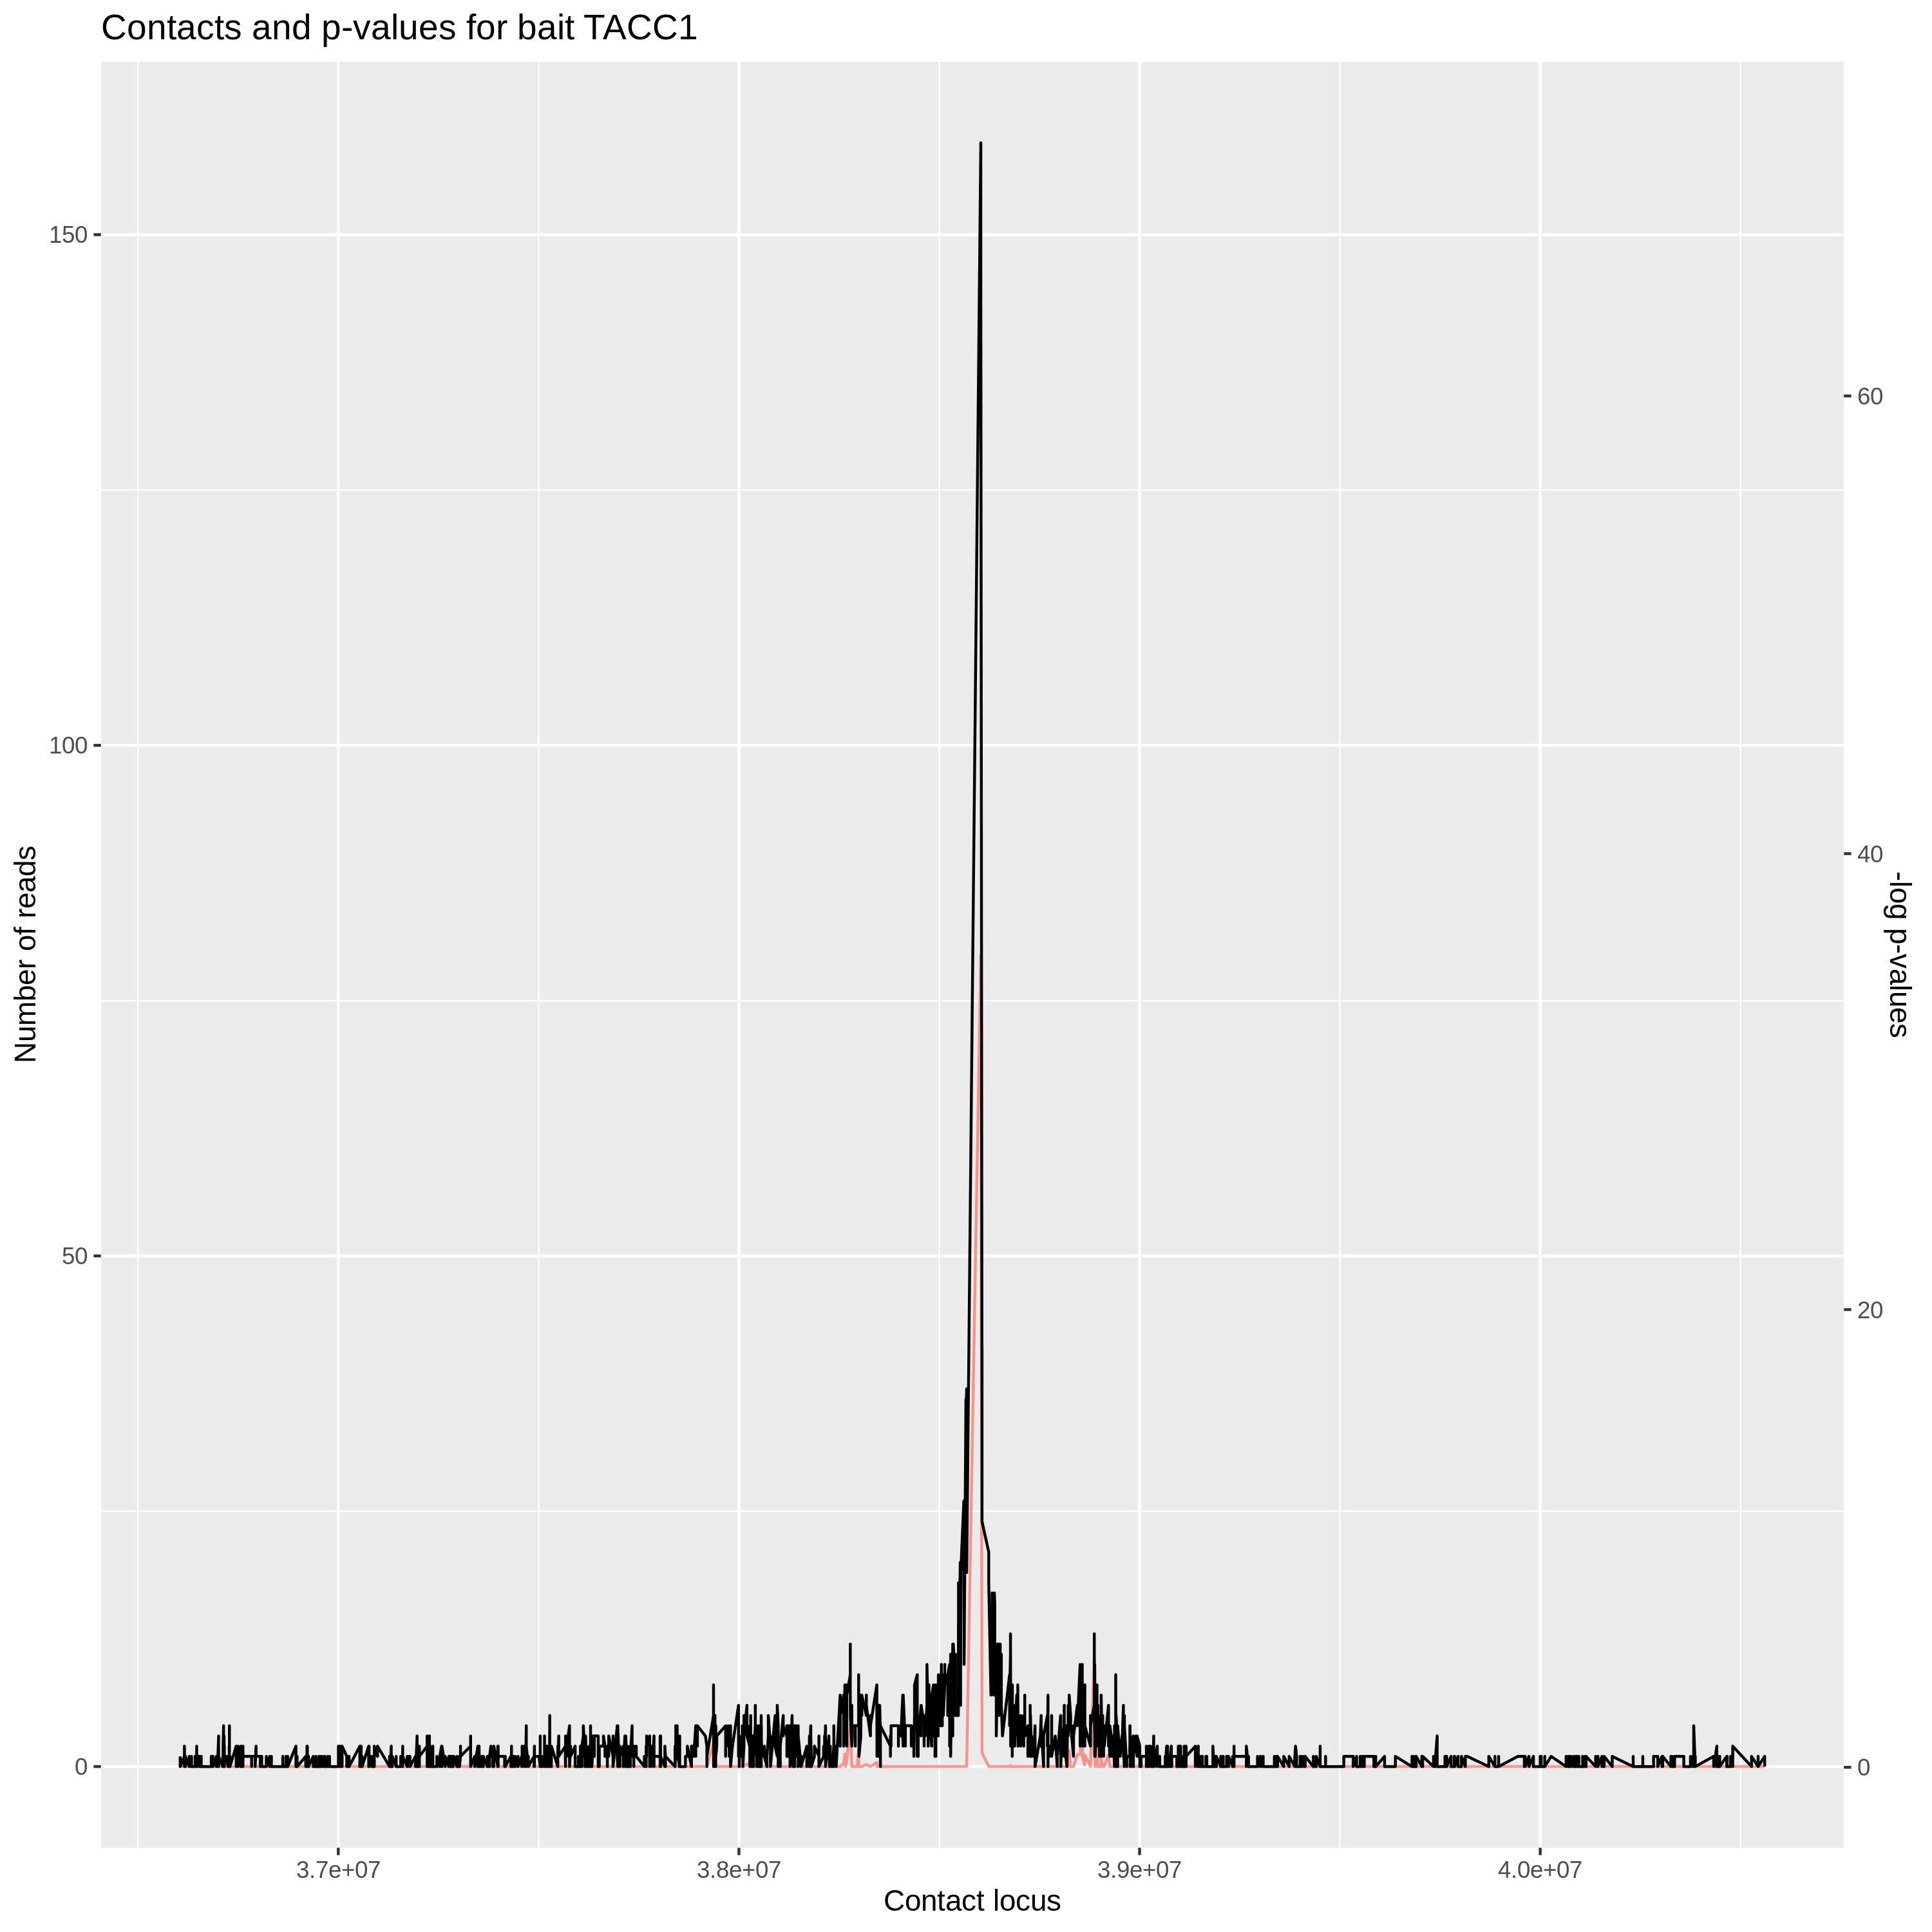 Contacts and p-values for bait TACC1
150
100
50
0
Number of reads
60
40
20
0
-log p-values
3.7e+07
3.8e+07
3.9e+07
4.0e+07
Contact locus